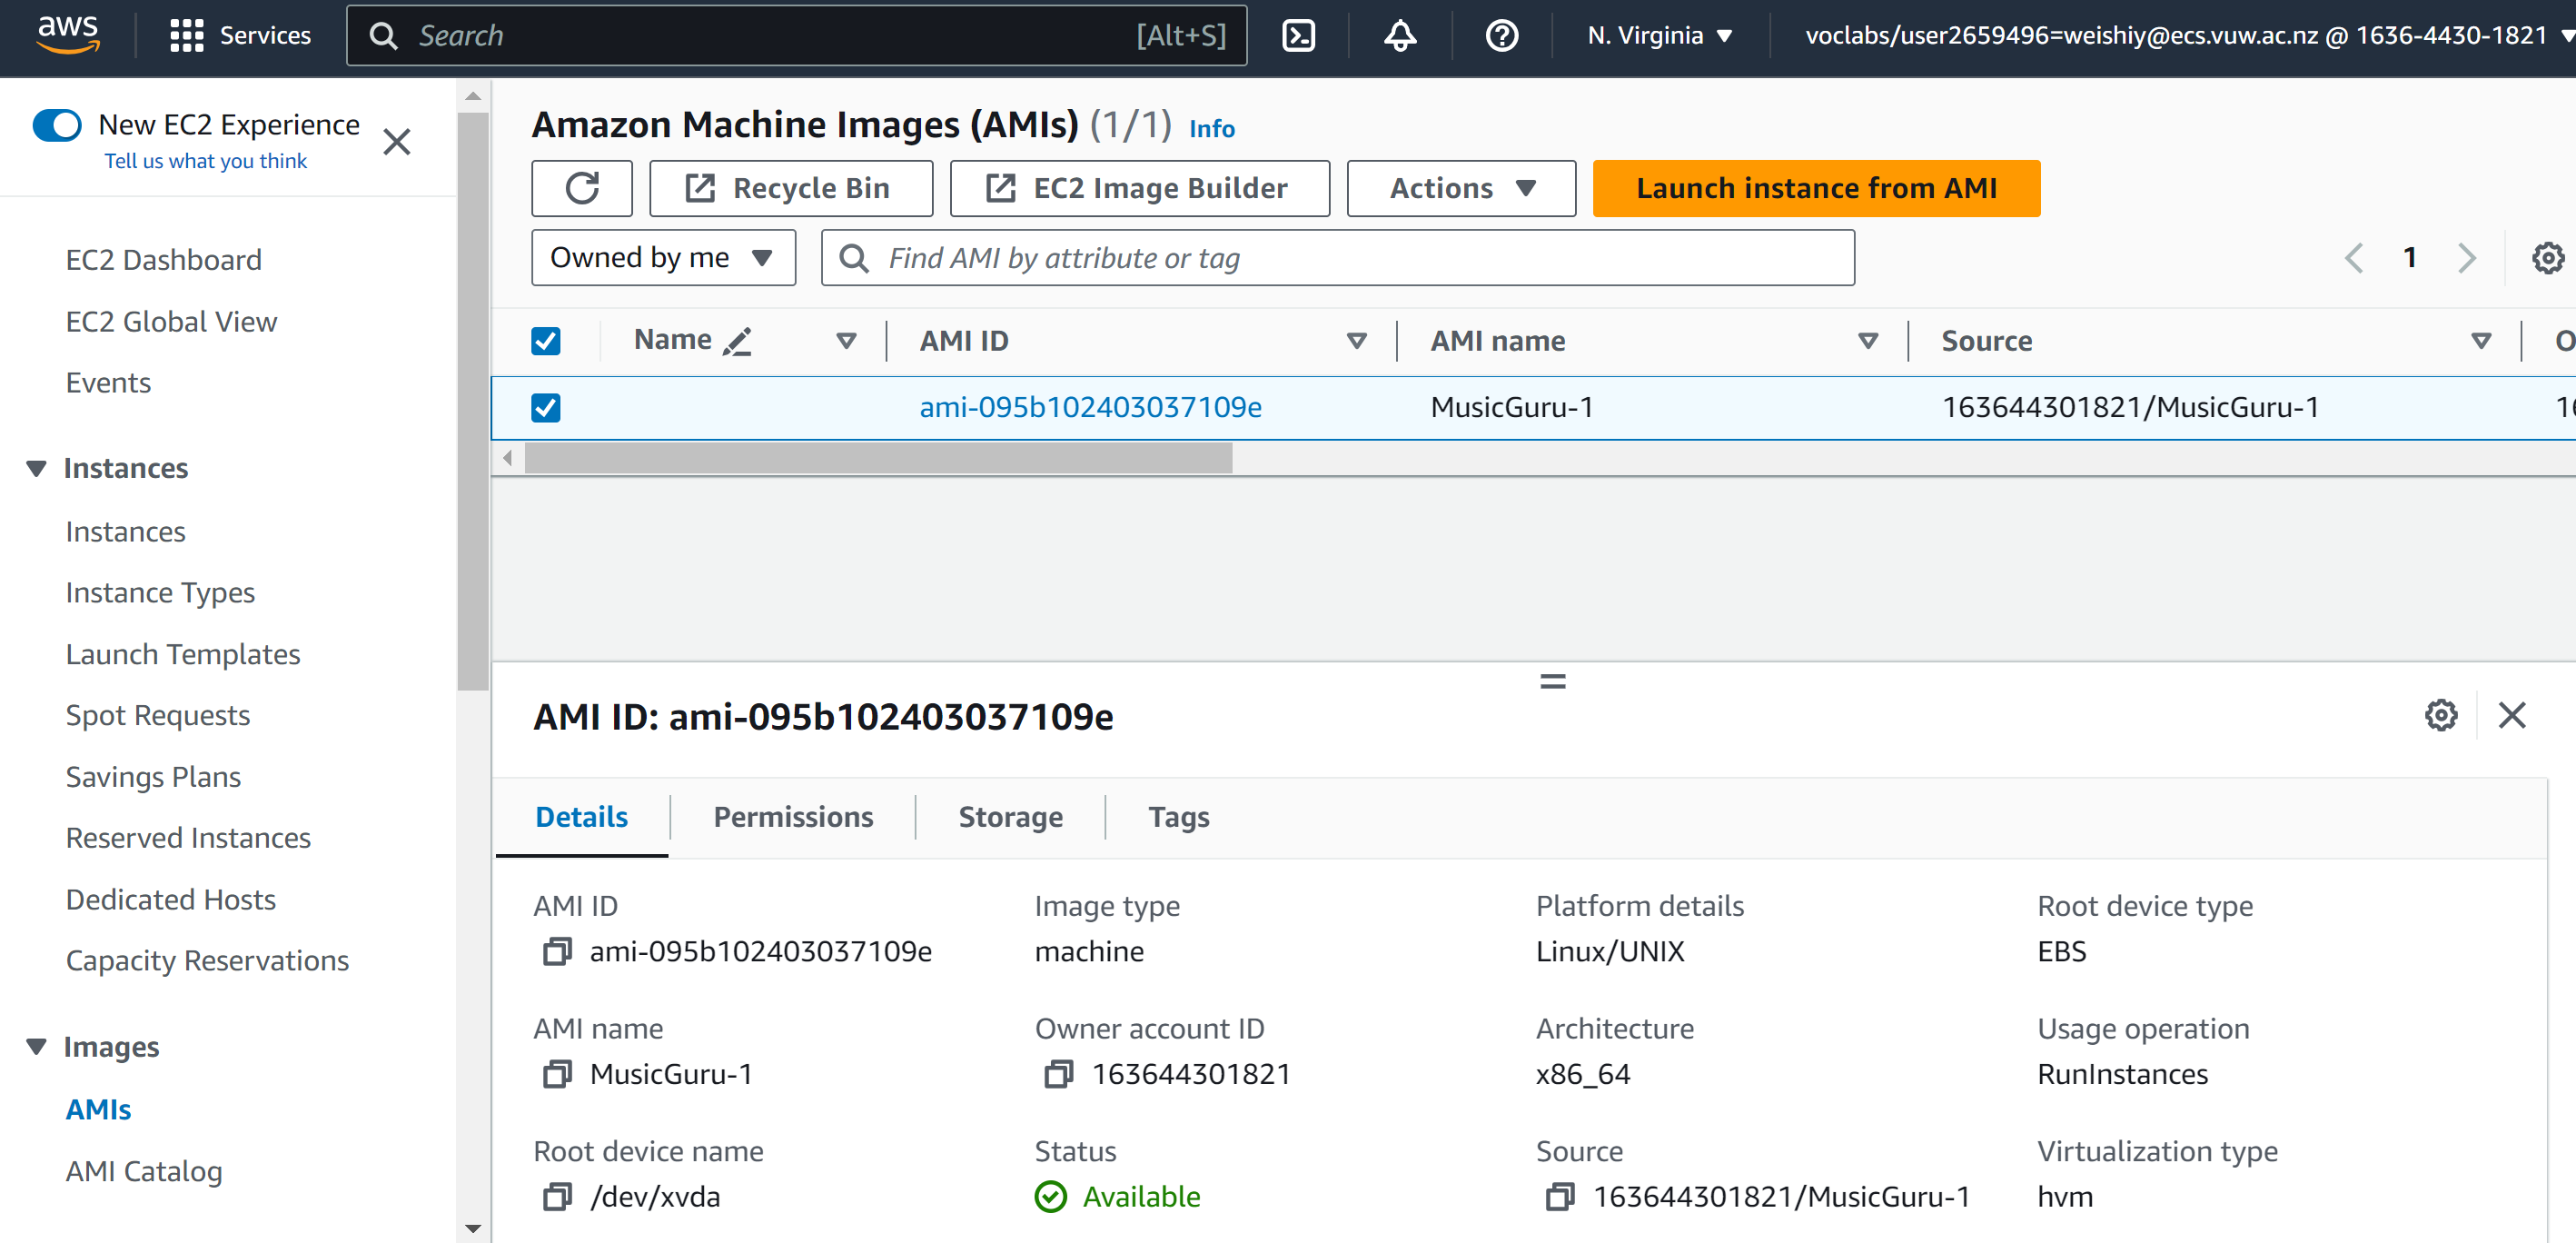 aws Services Search [Alt+S] N. Virginia voclabs/user2659496=weishiy@ecs.vuw.ac.nz @ 1636-4430-1821
New EC2 Experience
Tell us what you think
EC2 Dashboard
EC2 Global View
Events
Instances
Instances
Instance Types
Launch Templates
Spot Requests
Savings Plans
Reserved Instances
Dedicated Hosts
Capacity Reservations
Images
AMIs
AMI Catalog
Amazon Machine Images (AMIs) (1/1) Info
Recycle Bin EC2 Image Builder Actions Launch instance from AMI
Owned by me Find AMI by attribute or tag 1
Name AMI ID AMI name Source
ami-095b102403037109e MusicGuru-1 163644301821/MusicGuru-1
AMI ID: ami-095b102403037109e
Details Permissions Storage Tags
AMI ID Image type Platform details Root device type
ami-095b102403037109e machine Linux/UNIX EBS
AMI name Owner account ID Architecture Usage operation
MusicGuru-1 163644301821 x86_64 RunInstances
Root device name Status Source Virtualization type
/dev/xvda Available 163644301821/MusicGuru-1 hvm